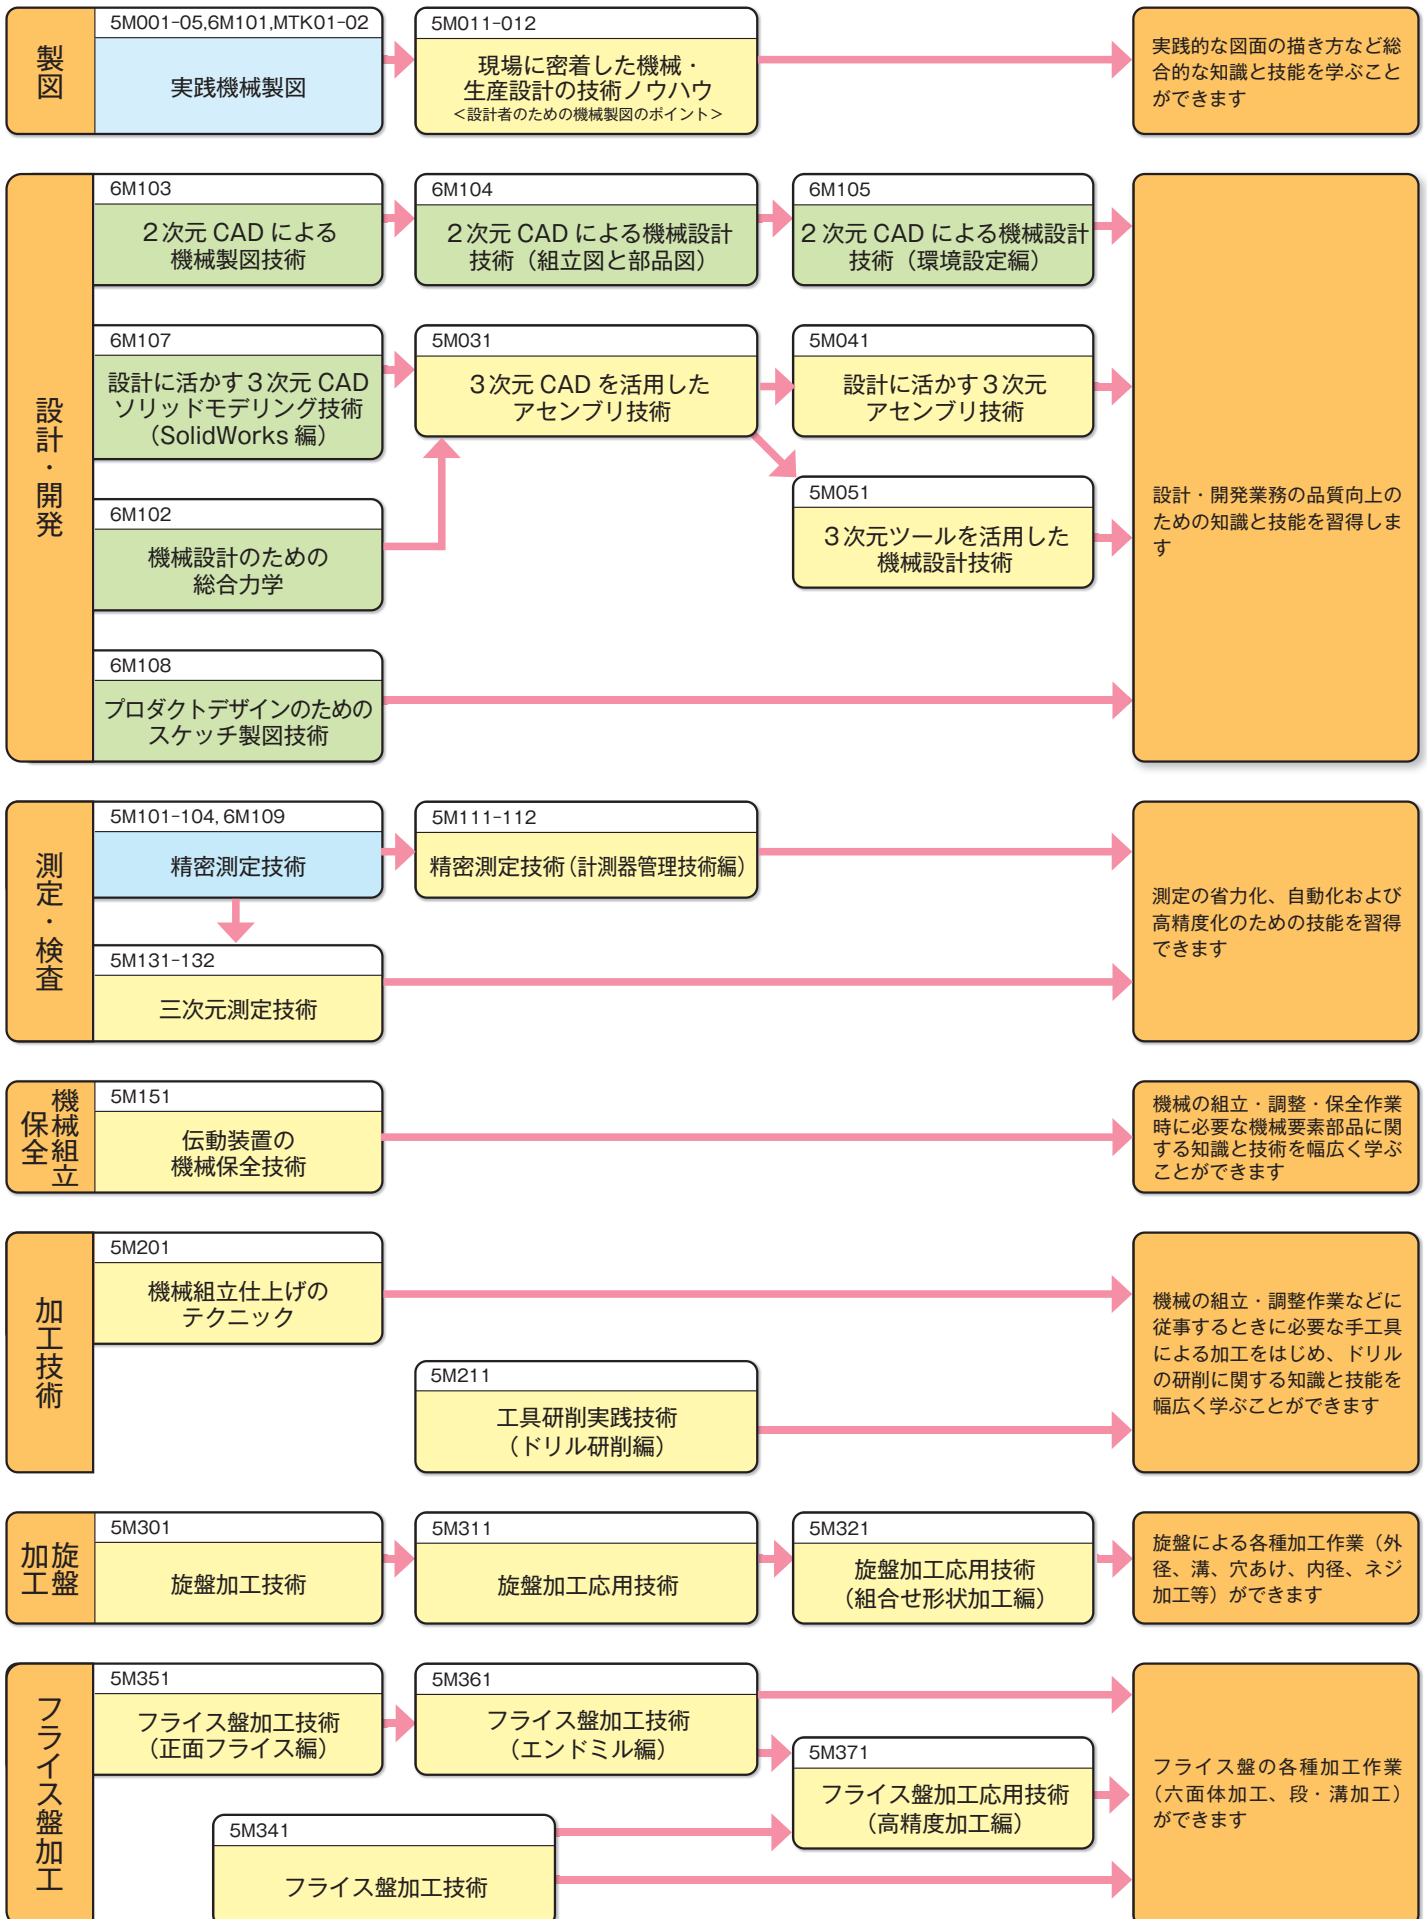 製図
5M001-05,6M101,MTK01-02
実践機械製図
5M011-012
現場に密着した機械・
生産設計の技術ノウハウ
<設計者のための機械製図のポイント>
実践的な図面の描き方など総
合的な知識と技能を学ぶこと
ができます
設計・開発
6M103
2次元 CAD による
機械製図技術
6M104
2次元 CAD による機械設計
技術（組立図と部品図）
6M105
2次元 CAD による機械設計
技術（環境設定編）
6M107
設計に活かす3次元 CAD
ソリッドモデリング技術
（SolidWorks 編）
5M031
3次元 CAD を活用した
アセンブリ技術
5M041
設計に活かす3次元
アセンブリ技術
5M051
3次元ツールを活用した
機械設計技術
6M102
機械設計のための
総合力学
6M108
プロダクトデザインのための
スケッチ製図技術
設計・開発業務の品質向上の
ための知識と技能を習得しま
す
測定・検査
5M101-104, 6M109
精密測定技術
5M111-112
精密測定技術（計測器管理技術編）
5M131-132
三次元測定技術
測定の省力化、自動化および
高精度化のための技能を習得
できます
機械組立
保全
5M151
伝動装置の
機械保全技術
機械の組立・調整・保全作業
時に必要な機械要素部品に関
する知識と技術を幅広く学ぶ
ことができます
加工技術
5M201
機械組立仕上げの
テクニック
5M211
工具研削実践技術
（ドリル研削編）
機械の組立・調整作業などに
従事するときに必要な手工具
による加工をはじめ、ドリル
の研削に関する知識と技能を
幅広く学ぶことができます
旋盤
加工
5M301
旋盤加工技術
5M311
旋盤加工応用技術
5M321
旋盤加工応用技術
（組合せ形状加工編）
旋盤による各種加工作業（外
径、溝、穴あけ、内径、ネジ
加工等）ができます
フライス盤加工
5M351
フライス盤加工技術
（正面フライス編）
5M361
フライス盤加工技術
（エンドミル編）
5M371
フライス盤加工応用技術
（高精度加工編）
5M341
フライス盤加工技術
フライス盤の各種加工作業
（六面体加工、段・溝加工）
ができます